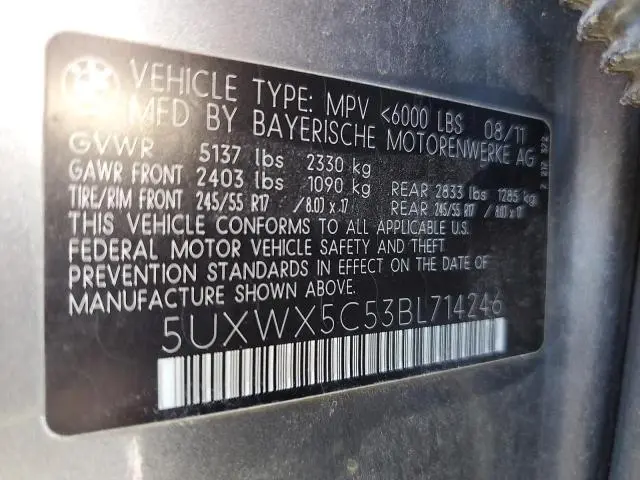 VEHICLE TYPE: MPV <6000 LBS 08/11
MFD BY BAYERISCHE MOTORENWERKE AG
GVWR 5137 lbs 2330 kg
GAWR FRONT 2403 lbs 1090 kg REAR 2833 lbs 1285 kg
TIRE/RIM FRONT 245/55 R17 /8.0J x 17 REAR 245/55 R17 /8.0J x 17
THIS VEHICLE CONFORMS TO ALL APPLICABLE U.S.
FEDERAL MOTOR VEHICLE SAFETY AND THEFT
PREVENTION STANDARDS IN EFFECT ON THE DATE OF
MANUFACTURE SHOWN ABOVE.
5UXWX5C53BL714246